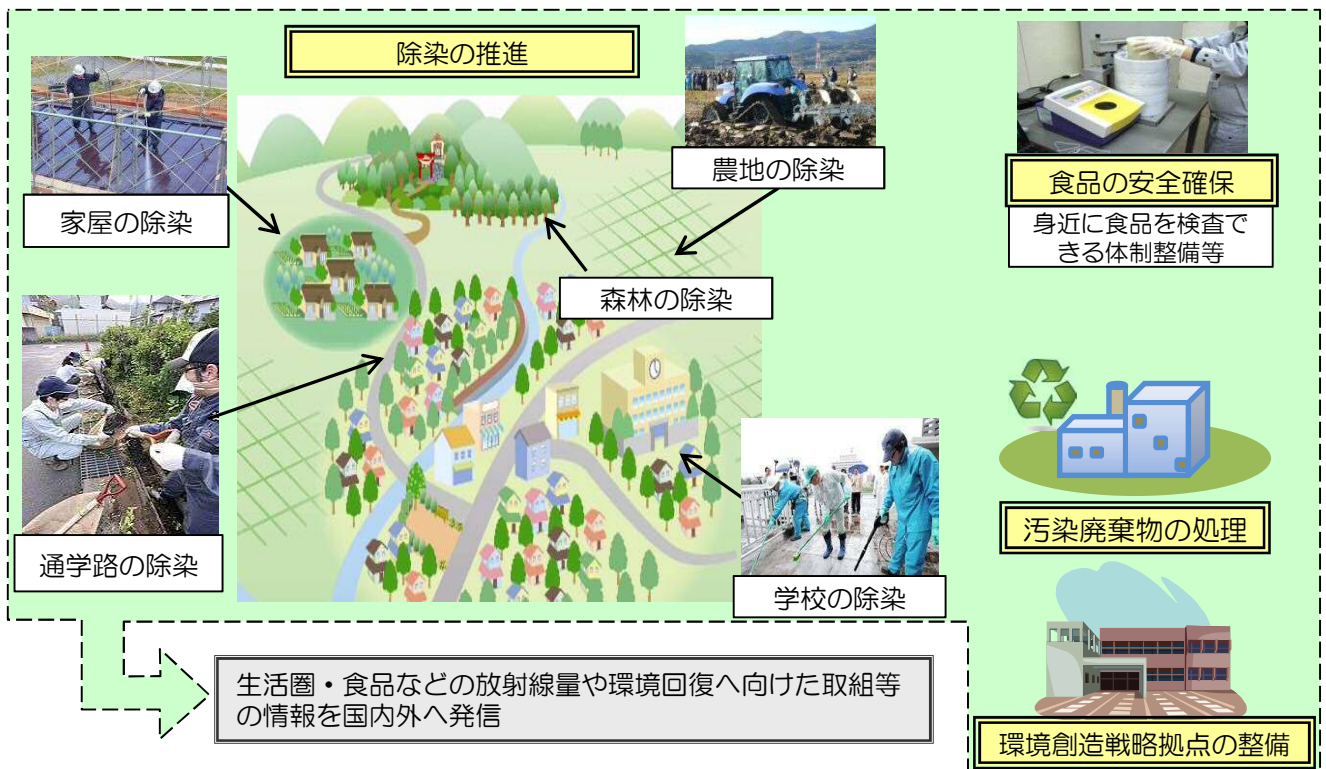 除染の推進
家屋の除染
農地の除染
森林の除染
通学路の除染
学校の除染
食品の安全確保
身近に食品を検査で
きる体制整備等
汚染廃棄物の処理
環境創造戦略拠点の整備
生活圏・食品などの放射線量や環境回復へ向けた取組等
の情報を国内外へ発信